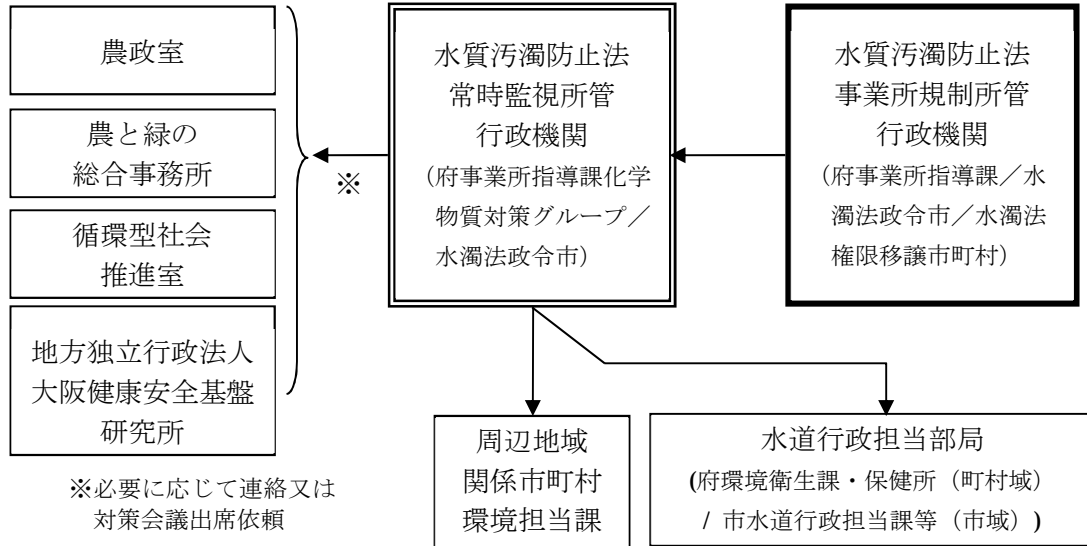 農政室
農と緑の
総合事務所
循環型社会
推進室
地方独立行政法人
大阪健康安全基盤
研究所
※必要に応じて連絡又は
対策会議出席依頼
※
水質汚濁防止法
常時監視所管
行政機関
（府事業所指導課化学
物質対策グループ／
水濁法政令市）
水質汚濁防止法
事業所規制所管
行政機関
（府事業所指導課／水
濁法政令市／水濁法
権限移譲市町村）
周辺地域
関係市町村
環境担当課
水道行政担当部局
(府環境衛生課・保健所（町村域）
/ 市水道行政担当課等（市域）)